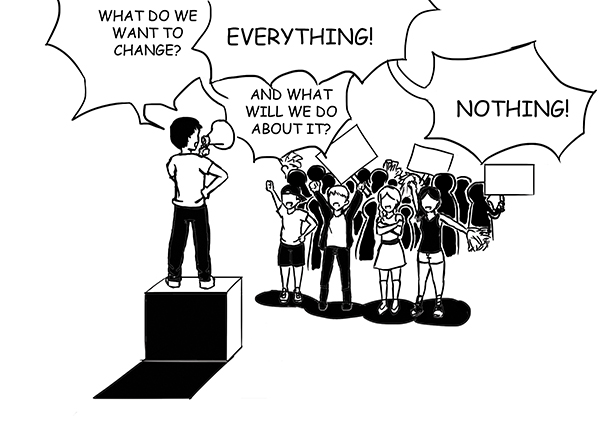 WHAT DO WE
WANT TO
CHANGE?
EVERYTHING!
AND WHAT
WILL WE DO
ABOUT IT?
NOTHING!